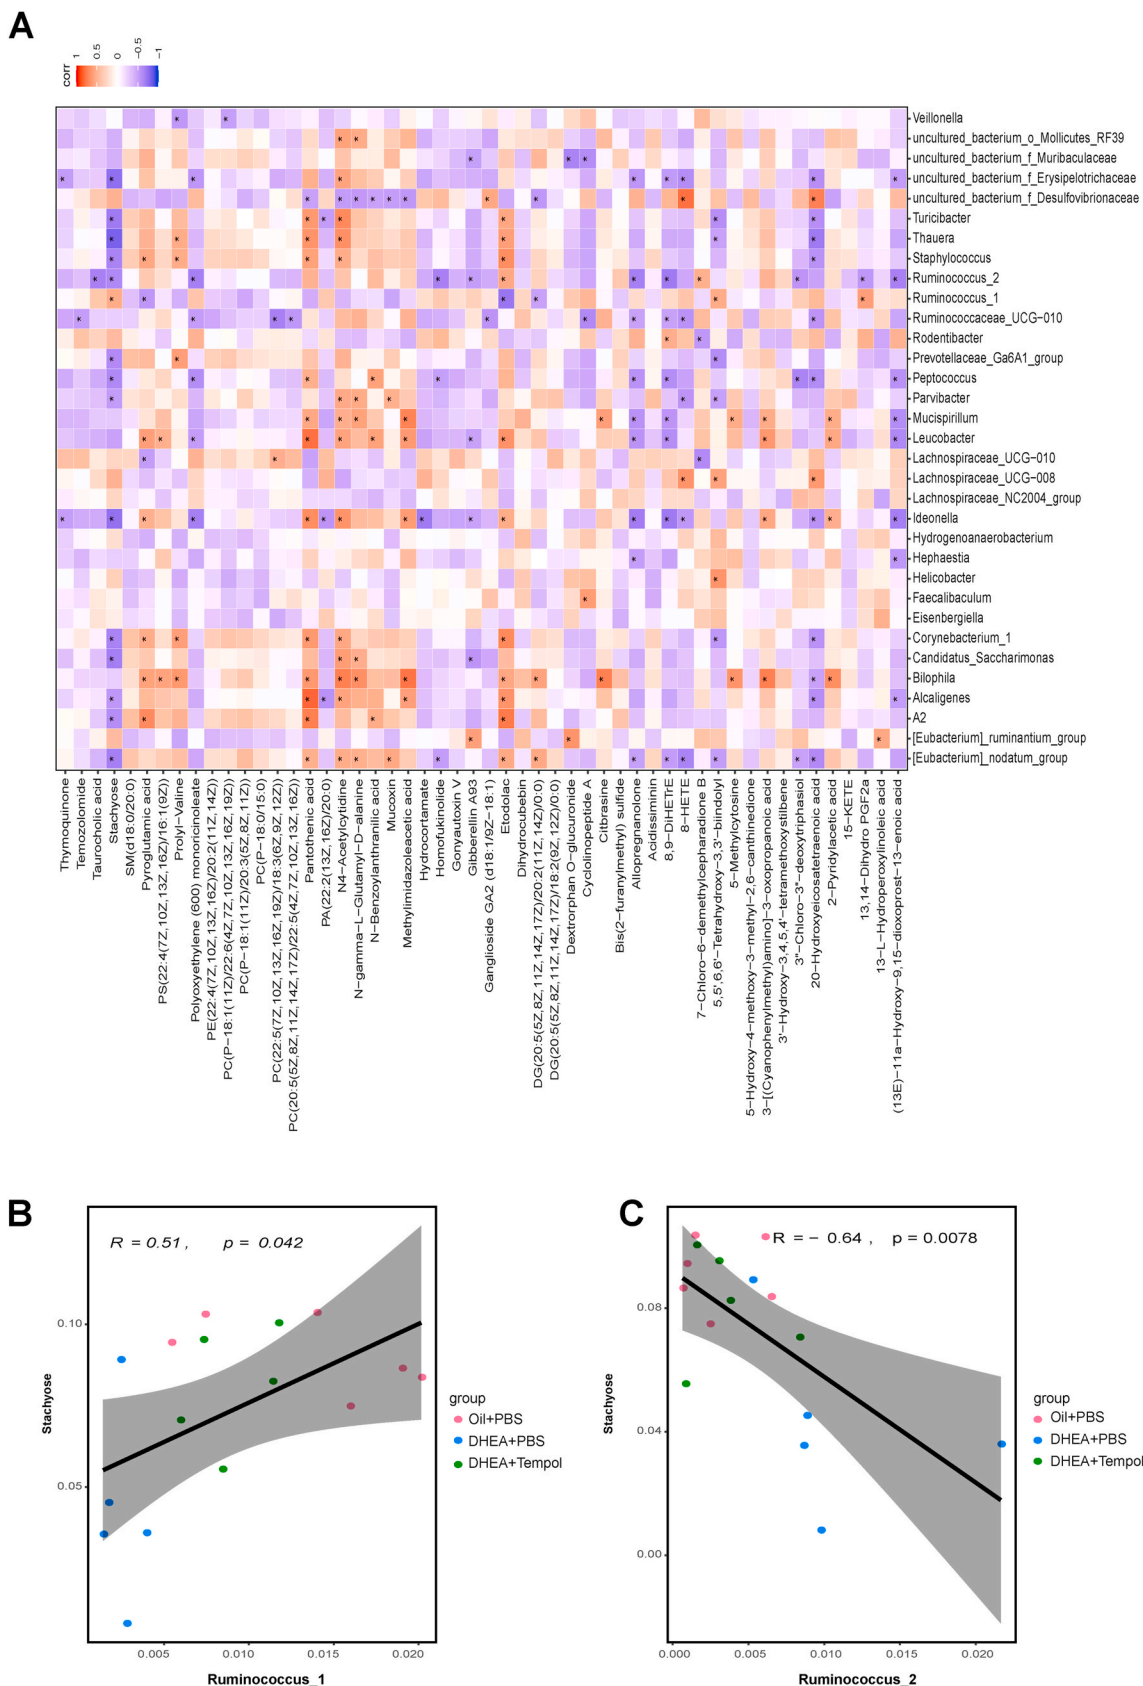 A
corr
1
0.5
0
−0.5
−1
Veillonella
uncultured_bacterium_o_Mollicutes_RF39
uncultured_bacterium_f_Muribaculaceae
uncultured_bacterium_f_Erysipelotrichaceae
uncultured_bacterium_f_Desulfovibrionaceae
Turicibacter
Thauera
Staphylococcus
Ruminococcus_2
Ruminococcus_1
Ruminococcaceae_UCG−010
Rodentibacter
Prevotellaceae_Ga6A1_group
Peptococcus
Parvibacter
Mucispirillum
Leucobacter
Lachnospiraceae_UCG−010
Lachnospiraceae_UCG−008
Lachnospiraceae_NC2004_group
Ideonella
Hydrogenoanaerobacterium
Hephaestia
Helicobacter
Faecalibaculum
Eisenbergiella
Corynebacterium_1
Candidatus_Saccharimonas
Bilophila
Alcaligenes
A2
[Eubacterium]_ruminantium_group
[Eubacterium]_nodatum_group
Thymoquinone
Temozolomide
Taurocholic acid
Stachyose
SM(d18:0/20:0)
Pyroglutamic acid
PS(22:4(7Z,10Z,13Z,16Z)/16:1(9Z))
Prolyl−Valine
Polyoxyethylene (600) monoricinoleate
PE(22:4(7Z,10Z,13Z,16Z)/20:2(11Z,14Z))
PC(P−18:1(11Z)/22:6(4Z,7Z,10Z,13Z,16Z,19Z))
PC(P−18:1(11Z)/20:3(5Z,8Z,11Z))
PC(P−18:0/15:0)
PC(22:5(7Z,10Z,13Z,16Z,19Z)/18:3(6Z,9Z,12Z))
PC(20:5(5Z,8Z,11Z,14Z,17Z)/22:5(4Z,7Z,10Z,13Z,16Z))
Pantothenic acid
PA(22:2(13Z,16Z)/20:0)
N4−Acetylcytidine
N−gamma−L−Glutamyl−D−alanine
N−Benzoylanthranilic acid
Mucoxin
Methylimidazoleacetic acid
Hydrocortamate
Homofukinolide
Gonyautoxin V
Gibberellin A93
Ganglioside GA2 (d18:1/9Z−18:1)
Etodolac
Dihydrocubebin
DG(20:5(5Z,8Z,11Z,14Z,17Z)/20:2(11Z,14Z)/0:0)
DG(20:5(5Z,8Z,11Z,14Z,17Z)/18:2(9Z,12Z)/0:0)
Dextrorphan O−glucuronide
Cyclolinopeptide A
Citbrasine
Bis(2−furanylmethyl) sulfide
Allopregnanolone
Acidissiminin
8,9−DiHETrE
8−HETE
7−Chloro−6−demethylcepharadione B
5,5',6,6'−Tetrahydroxy−3,3'−biindolyl
5−Methylcytosine
5−Hydroxy−4−methoxy−3−methyl−2,6−canthinedione
3−[(Cyanophenylmethyl)amino]−3−oxopropanoic acid
3'−Hydroxy−3,4,5,4'−tetramethoxystilbene
3"−Chloro−3"−deoxytriphasiol
20−Hydroxyeicosatetraenoic acid
2−Pyridylacetic acid
15−KETE
13,14−Dihydro PGF2a
13−L−Hydroperoxylinoleic acid
(13E)−11a−Hydroxy−9,15−dioxoprost−13−enoic acid
B
R = 0.51, p = 0.042
Stachyose
0.10
0.05
0.005
0.010
0.015
0.020
Ruminococcus_1
group
Oil+PBS
DHEA+PBS
DHEA+Tempol
C
R = − 0.64 , p = 0.0078
Stachyose
0.08
0.04
0.00
0.000
0.005
0.010
0.015
0.020
Ruminococcus_2
group
Oil+PBS
DHEA+PBS
DHEA+Tempol